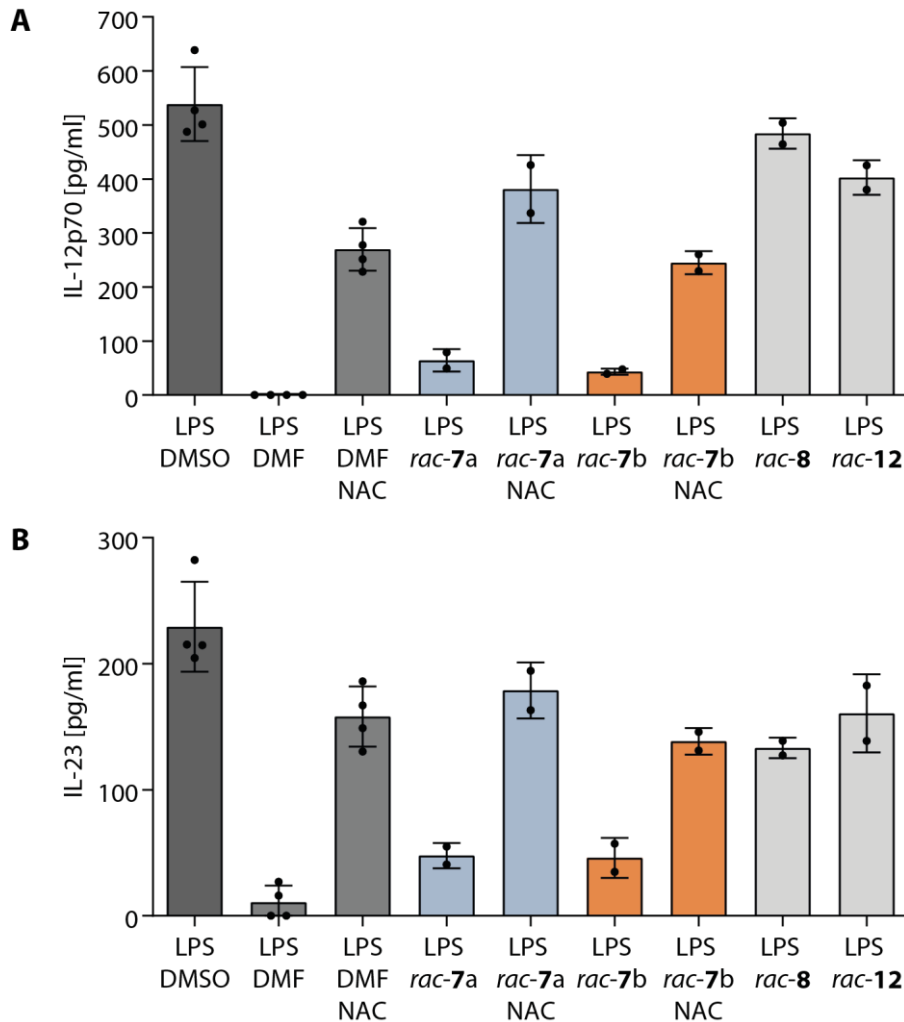 A
700
600
500
400
300
200
100
0
IL-12p70 [pg/ml]
LPS LPS LPS LPS LPS LPS LPS LPS LPS
DMSO DMF DMF rac-7a rac-7a rac-7b rac-7b rac-8 rac-12
NAC NAC NAC
B
300
200
100
0
IL-23 [pg/ml]
LPS LPS LPS LPS LPS LPS LPS LPS LPS
DMSO DMF DMF rac-7a rac-7a rac-7b rac-7b rac-8 rac-12
NAC NAC NAC